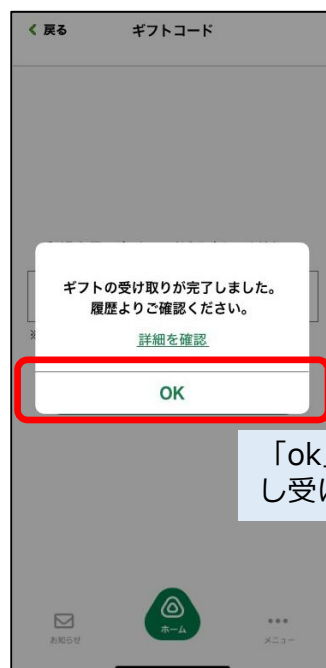 戻る ギフトコード
ギフトの受け取りが完了しました。
履歴よりご確認ください。
※
詳細を確認
OK
「ok」
し受に
ホーム
お知らせ
メニュー